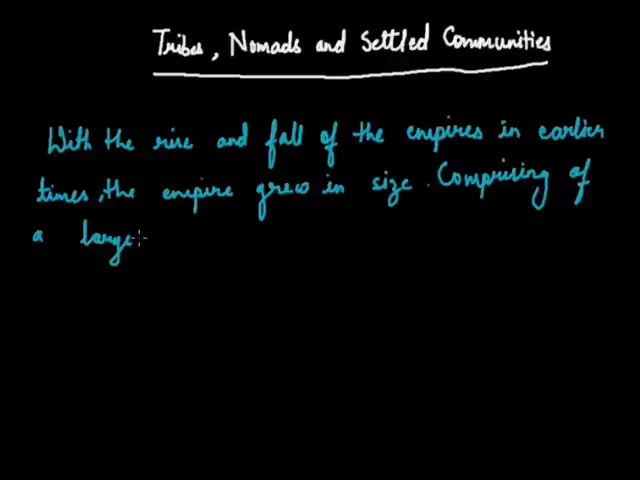 Tribes, Nomads and Settled Communities
With the rise and fall of the empires in earlier
times, the empire grew in size. Comprising of
a large